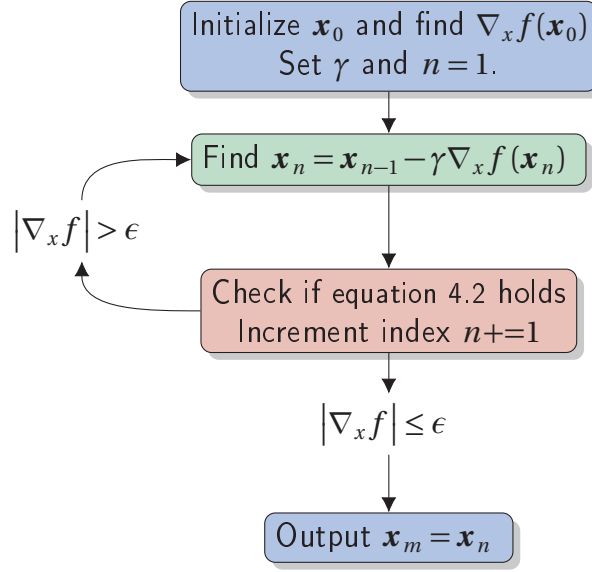 Initialize 𝒙₀ and find ∇ₓf(𝒙₀)
Set γ and n = 1.
Find 𝒙ₙ = 𝒙ₙ₋₁ − γ∇ₓf(𝒙ₙ)
|∇ₓf| > ϵ
Check if equation 4.2 holds
Increment index n+=1
|∇ₓf| ≤ ϵ
Output 𝒙ₘ = 𝒙ₙ